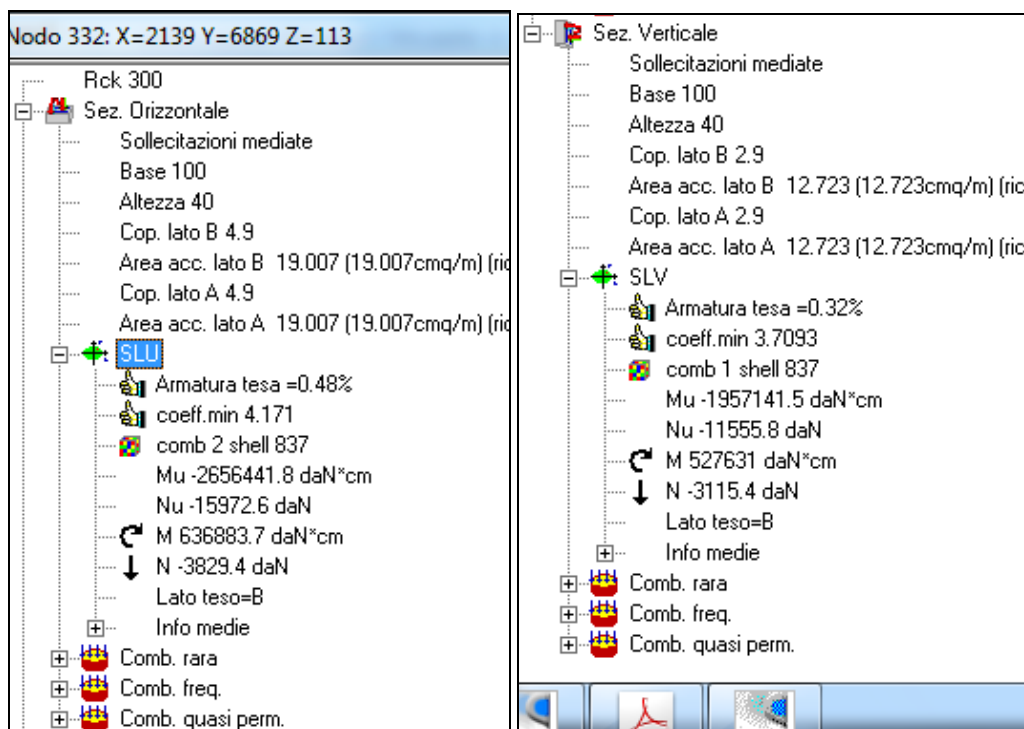 Nodo 332: X=2139 Y=6869 Z=113
Rck 300
Sez. Orizzontale
Sollecitazioni mediate
Base 100
Altezza 40
Cop. lato B 4.9
Area acc. lato B 19.007 (19.007cmq/m) (ric
Cop. lato A 4.9
Area acc. lato A 19.007 (19.007cmq/m) (ric
SLU
Armatura tesa =0.48%
coeff.min 4.171
comb 2 shell 837
Mu -2656441.8 daN*cm
Nu -15972.6 daN
M 636883.7 daN*cm
N -3829.4 daN
Lato teso=B
Info medie
Comb. rara
Comb. freq.
Comb. quasi perm.
Sez. Verticale
Sollecitazioni mediate
Base 100
Altezza 40
Cop. lato B 2.9
Area acc. lato B 12.723 (12.723cmq/m) (ric
Cop. lato A 2.9
Area acc. lato A 12.723 (12.723cmq/m) (ric
SLV
Armatura tesa =0.32%
coeff.min 3.7093
comb 1 shell 837
Mu -1957141.5 daN*cm
Nu -11555.8 daN
M 527631 daN*cm
N -3115.4 daN
Lato teso=B
Info medie
Comb. rara
Comb. freq.
Comb. quasi perm.